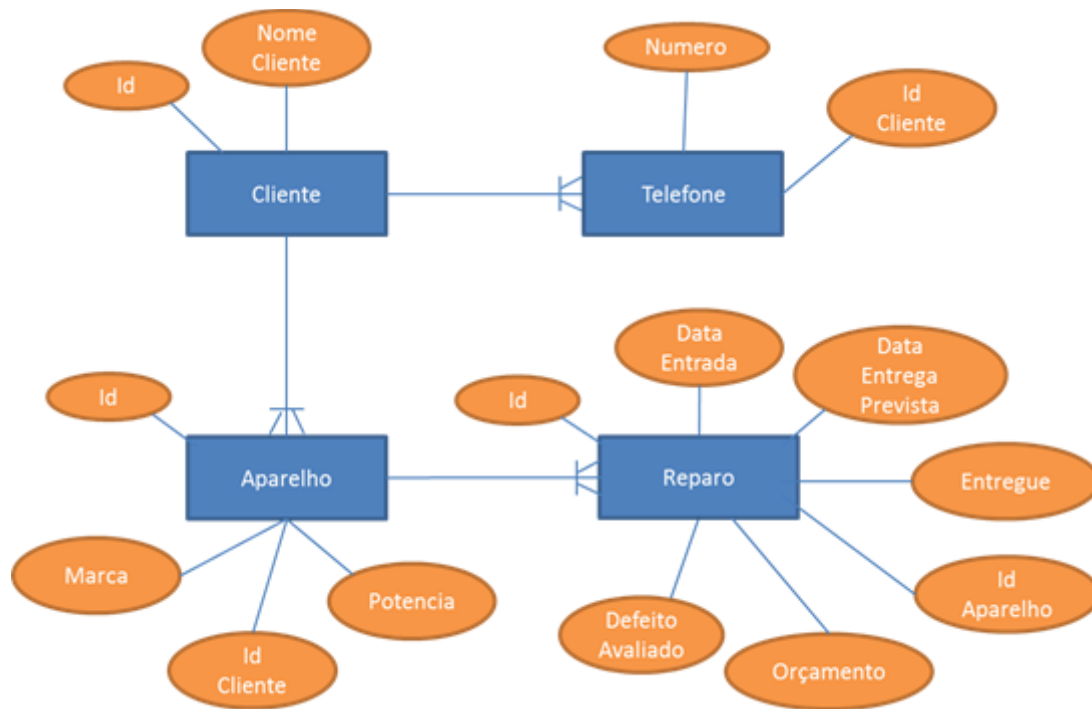 Nome
Cliente
Id
Numero
Id
Cliente
Cliente
Telefone
Data
Entrada
Data
Entrega
Prevista
Id
Id
Aparelho
Reparo
Entregue
Marca
Potencia
Id
Cliente
Defeito
Avaliado
Orçamento
Id
Aparelho